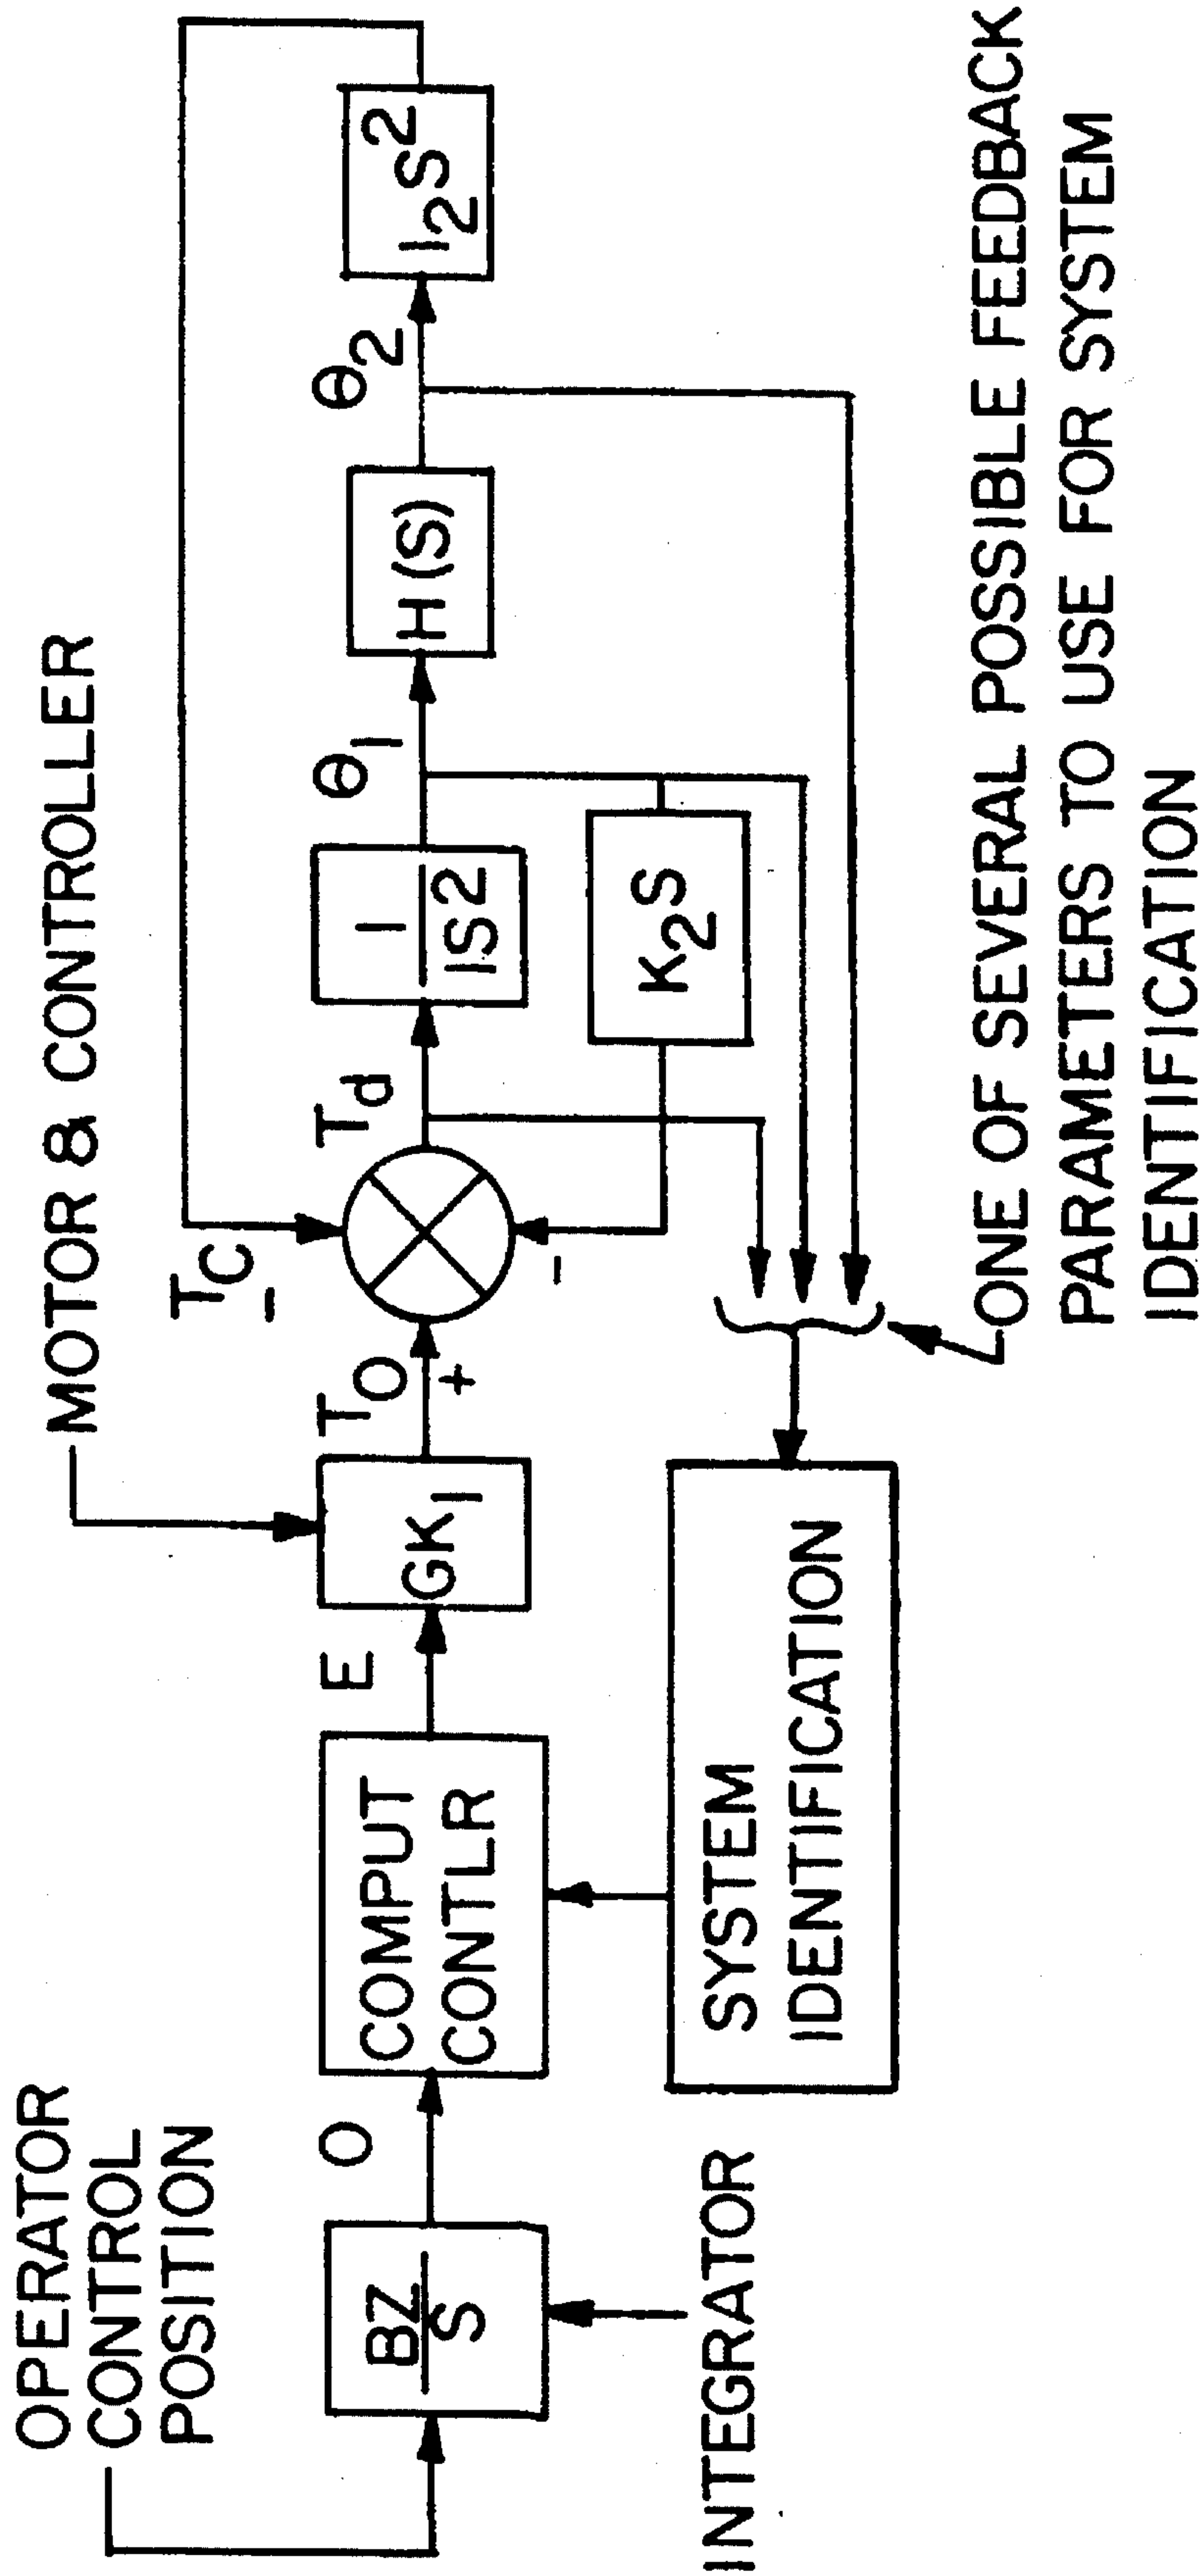 OPERATOR
CONTROL
POSITION
BZ
S
INTEGRATOR
O
COMPUT
CONTLR
SYSTEM
IDENTIFICATION
E
MOTOR & CONTROLLER
GK1
TO
+
TC
-
-
Td
1
IS2
K2S
θ1
H(S)
θ2
I2S2
ONE OF SEVERAL POSSIBLE FEEDBACK
PARAMETERS TO USE FOR SYSTEM
IDENTIFICATION